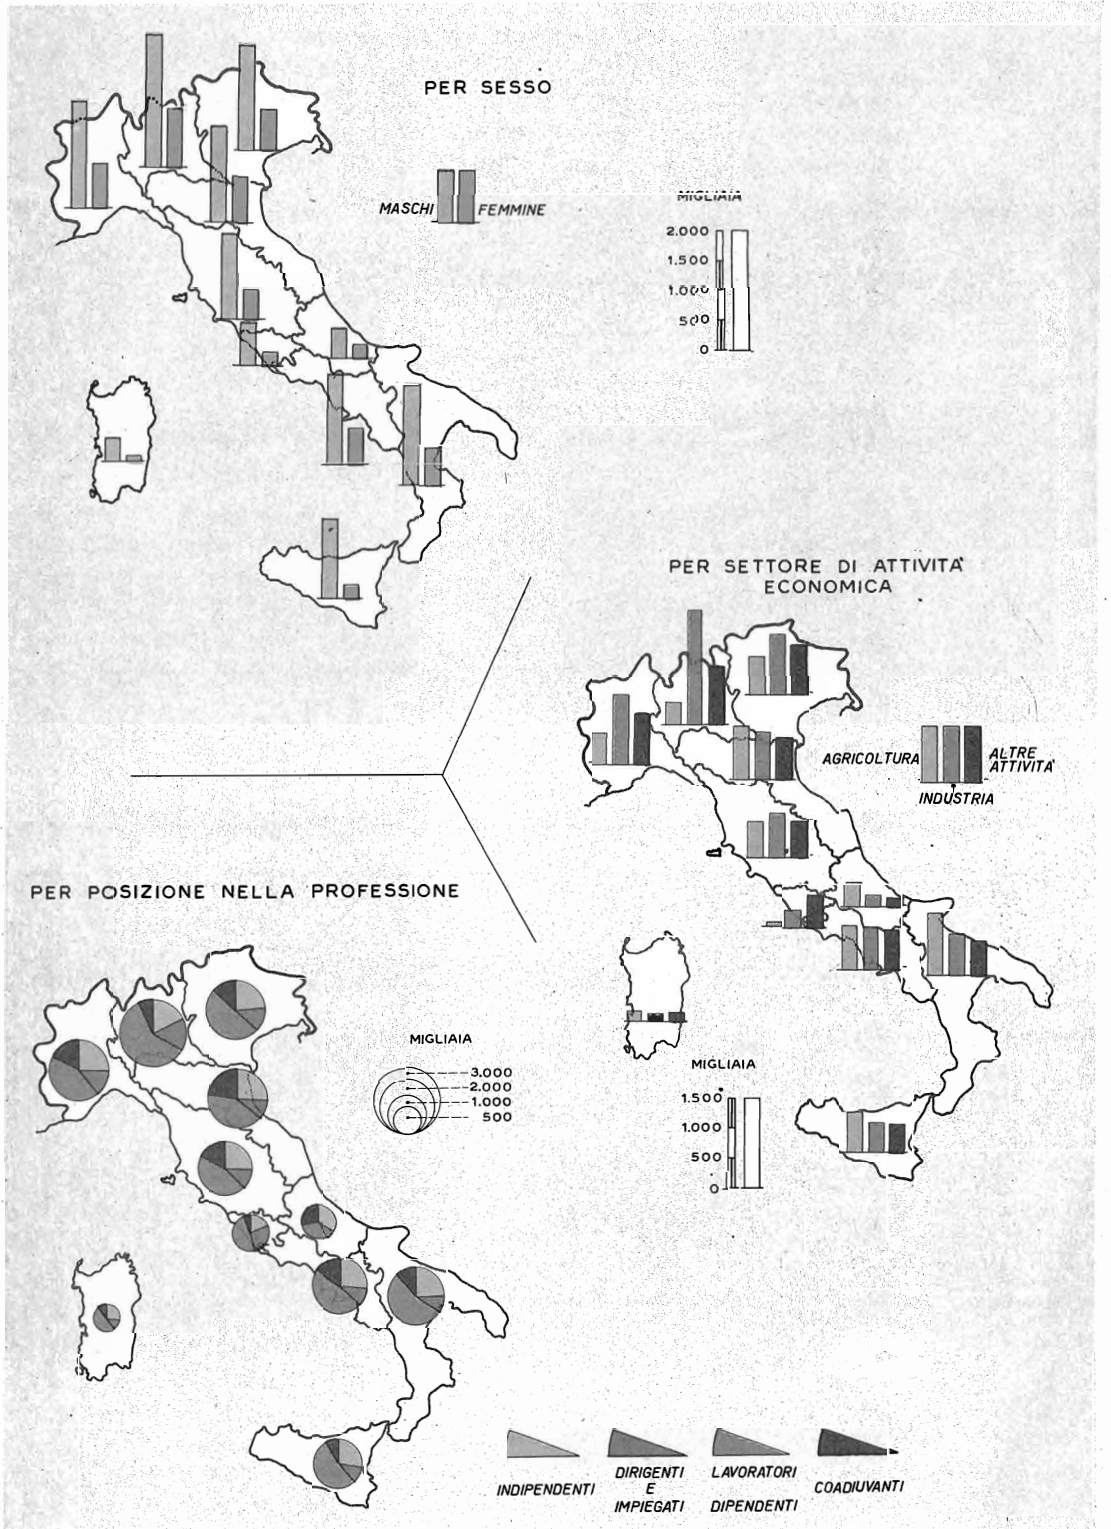 PER SESSO
MASCHI
FEMMINE
MIGLIAIA
2.000
1.500
1.000
500
0
PER SETTORE DI ATTIVITÀ
ECONOMICA
AGRICOLTURA
ALTRE
ATTIVITÀ
INDUSTRIA
MIGLIAIA
1.500
1.000
500
0
PER POSIZIONE NELLA PROFESSIONE
MIGLIAIA
3.000
2.000
1.000
500
INDIPENDENTI
DIRIGENTI
E
IMPIEGATI
LAVORATORI
DIPENDENTI
COADIUVANTI